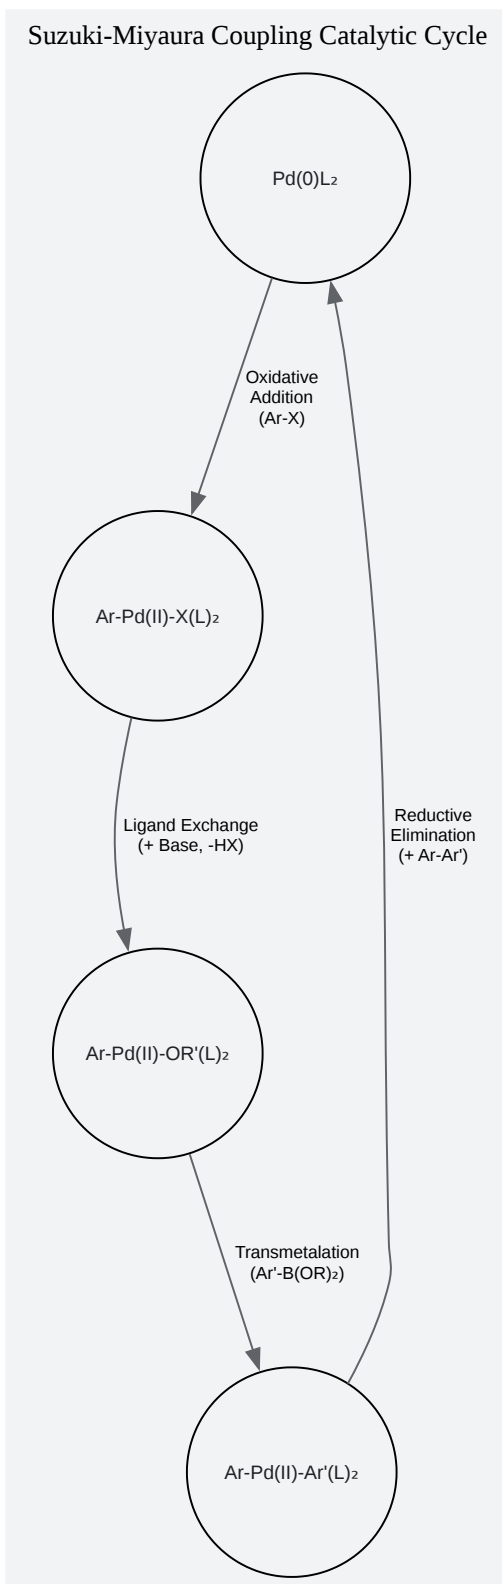 Suzuki-Miyaura Coupling Catalytic Cycle
Pd(0)L₂
Oxidative
Addition
(Ar-X)
Ar-Pd(II)-X(L)₂
Ligand Exchange
(+ Base, -HX)
Reductive
Elimination
(+ Ar-Ar')
Ar-Pd(II)-OR'(L)₂
Transmetalation
(Ar'-B(OR)₂)
Ar-Pd(II)-Ar'(L)₂